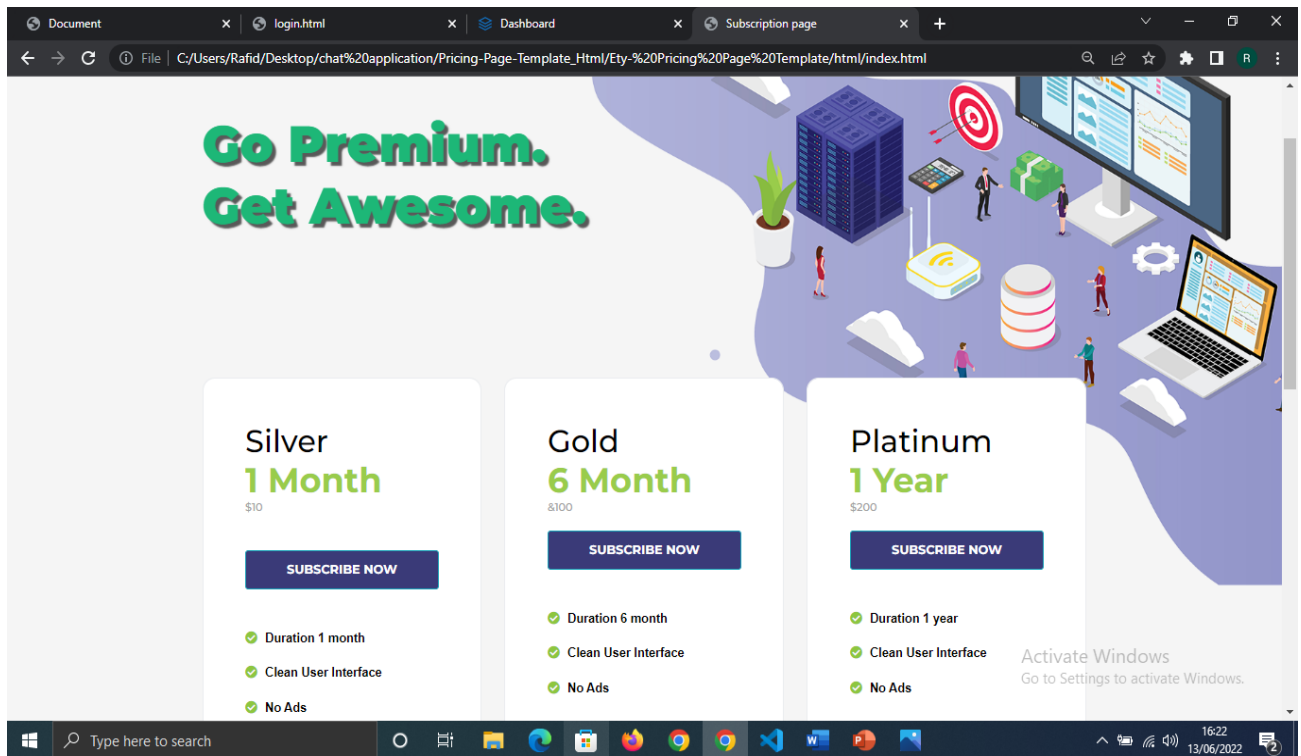 Document
login.html
Dashboard
Subscription page
File | C:/Users/Rafid/Desktop/chat%20application/Pricing-Page-Template_Html/Ety-%20Pricing%20Page%20Template/html/index.html
R
Go Premium.
Get Awesome.
Silver
1 Month
$10
SUBSCRIBE NOW
Duration 1 month
Clean User Interface
No Ads
Gold
6 Month
&100
SUBSCRIBE NOW
Duration 6 month
Clean User Interface
No Ads
Platinum
1 Year
$200
SUBSCRIBE NOW
Duration 1 year
Clean User Interface
No Ads
Activate Windows
Go to Settings to activate Windows.
Type here to search
16:22
13/06/2022
2